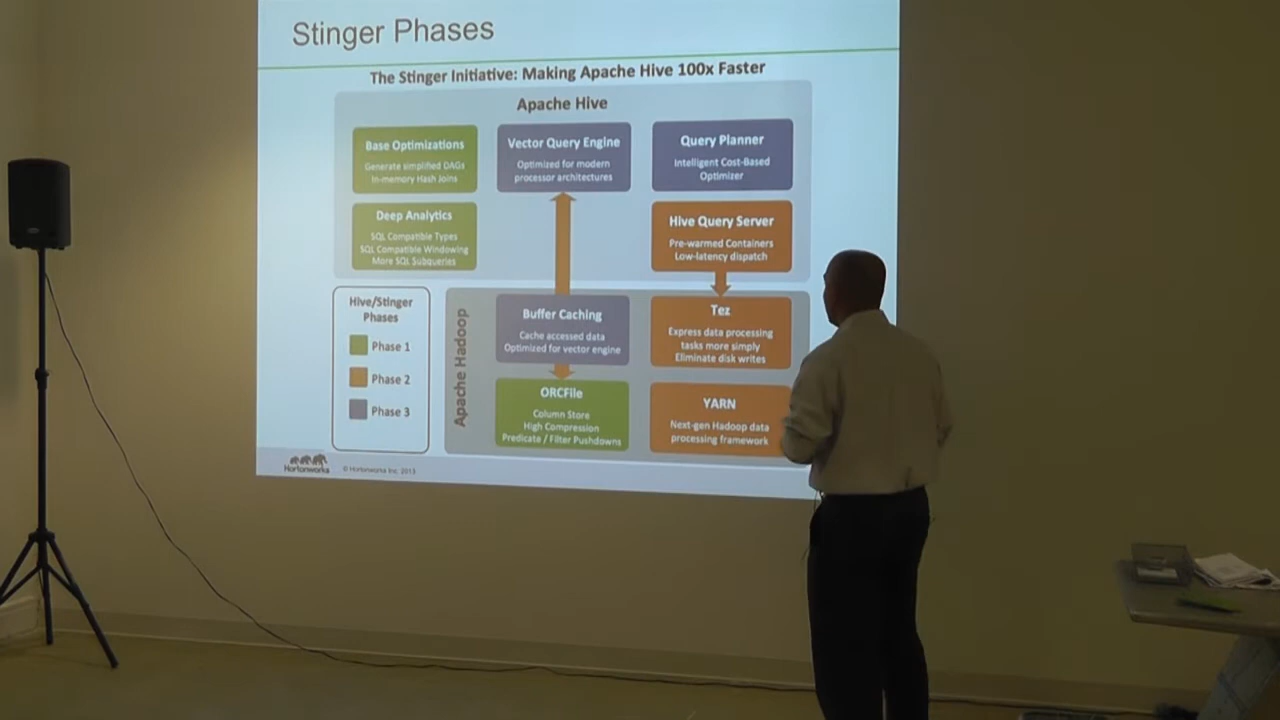 Stinger Phases
The Stinger Initiative: Making Apache Hive 100x Faster
Apache Hive
Base Optimizations
Generate simplified DAGs
In-memory Hash Joins
Vector Query Engine
Optimized for modern
processor architectures
Query Planner
Intelligent Cost-Based
Optimizer
Deep Analytics
SQL Compatible Types
SQL Compatible Windowing
More SQL Subqueries
Hive Query Server
Pre-warmed Containers
Low-latency dispatch
Hive/Stinger
Phases
Phase 1
Phase 2
Phase 3
Apache Hadoop
Buffer Caching
Cache accessed data
Optimized for vector engine
Tez
Express data processing
tasks more simply
Eliminate disk writes
ORCFile
Column Store
High Compression
Predicate / Filter Pushdowns
YARN
Next-gen Hadoop data
processing framework
Hortonworks
© Hortonworks Inc. 2013